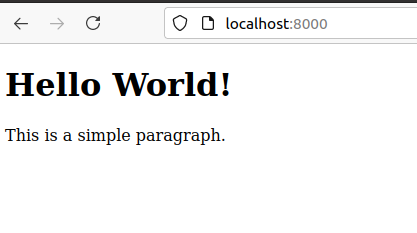 localhost:8000
Hello World!
This is a simple paragraph.